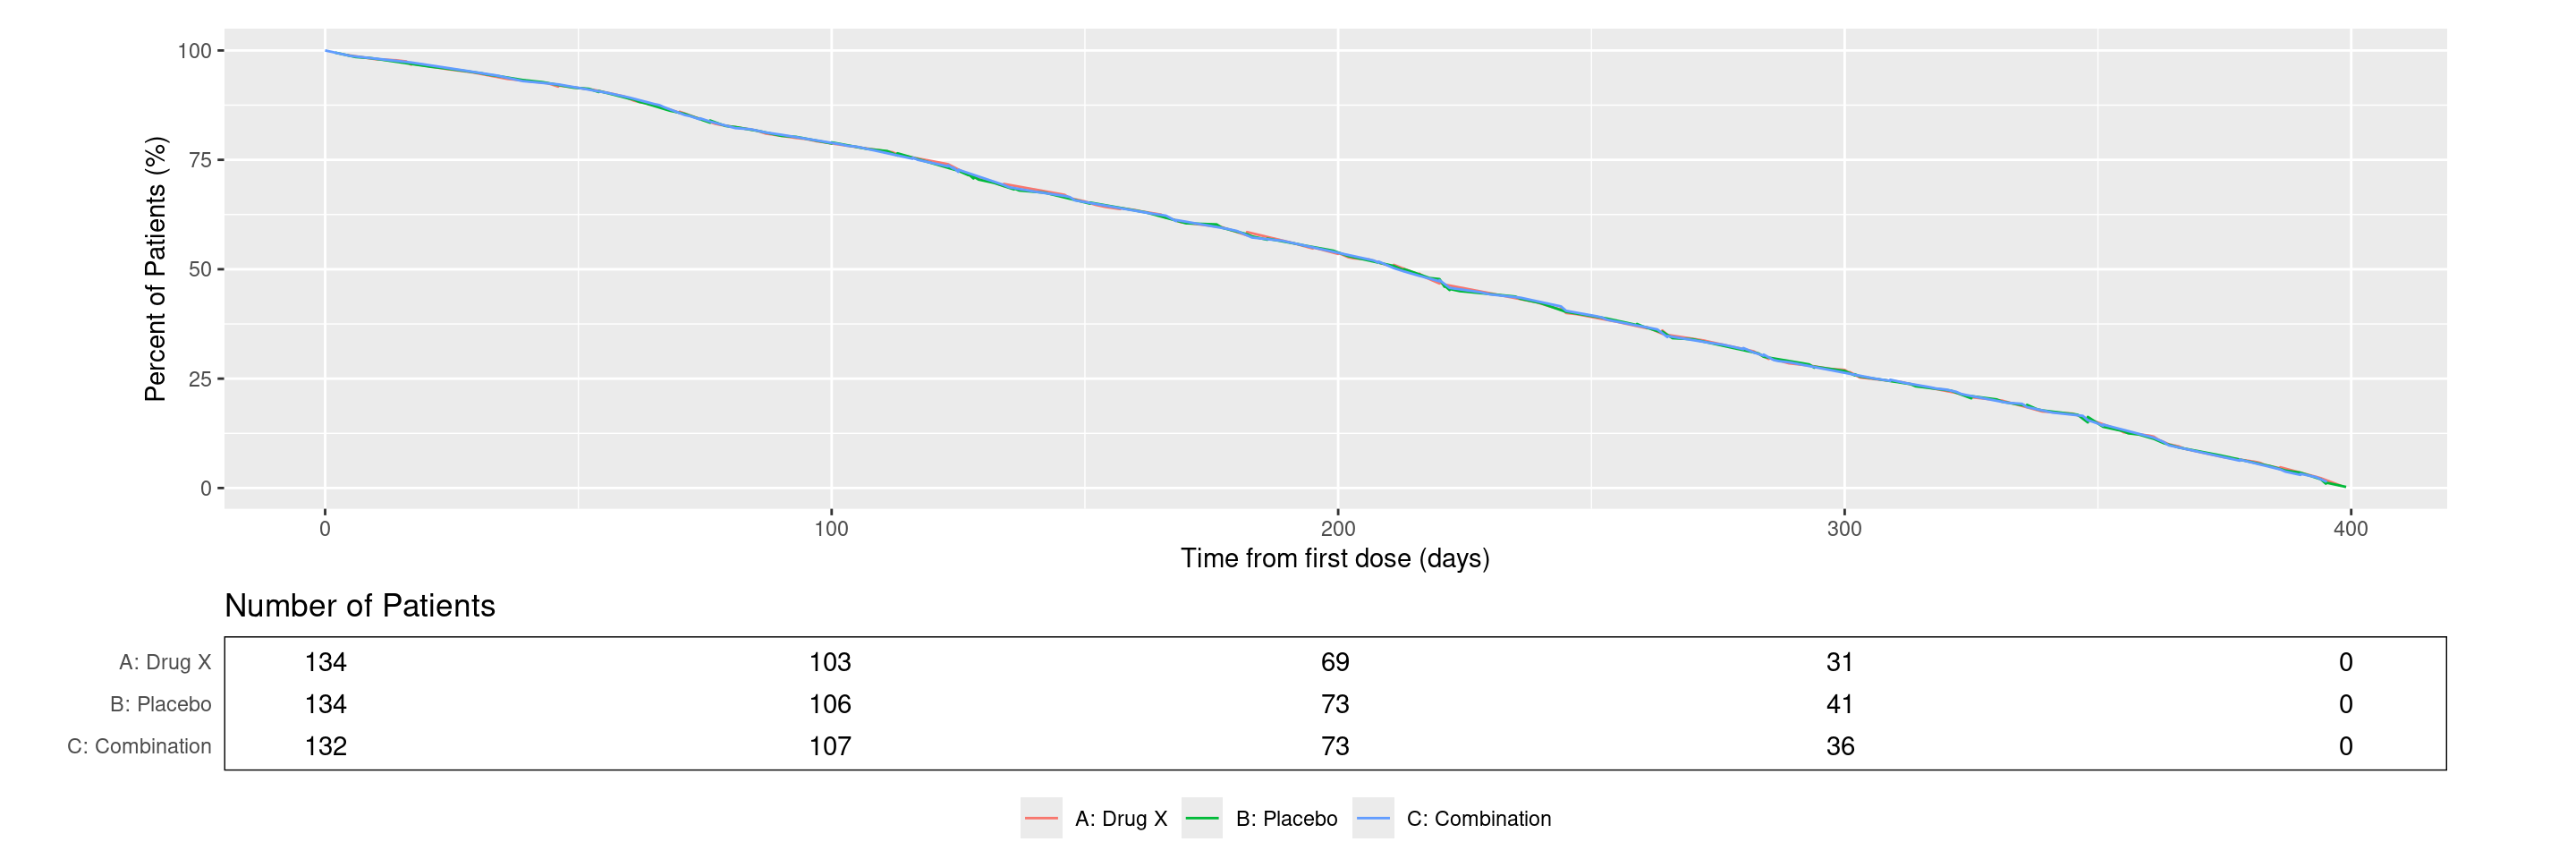 Percent of Patients (%)
100
75
50
25
0
0 100 200 300 400
Time from first dose (days)
Number of Patients
A: Drug X 134 103 69 31 0
B: Placebo 134 106 73 41 0
C: Combination 132 107 73 36 0
A: Drug X B: Placebo C: Combination